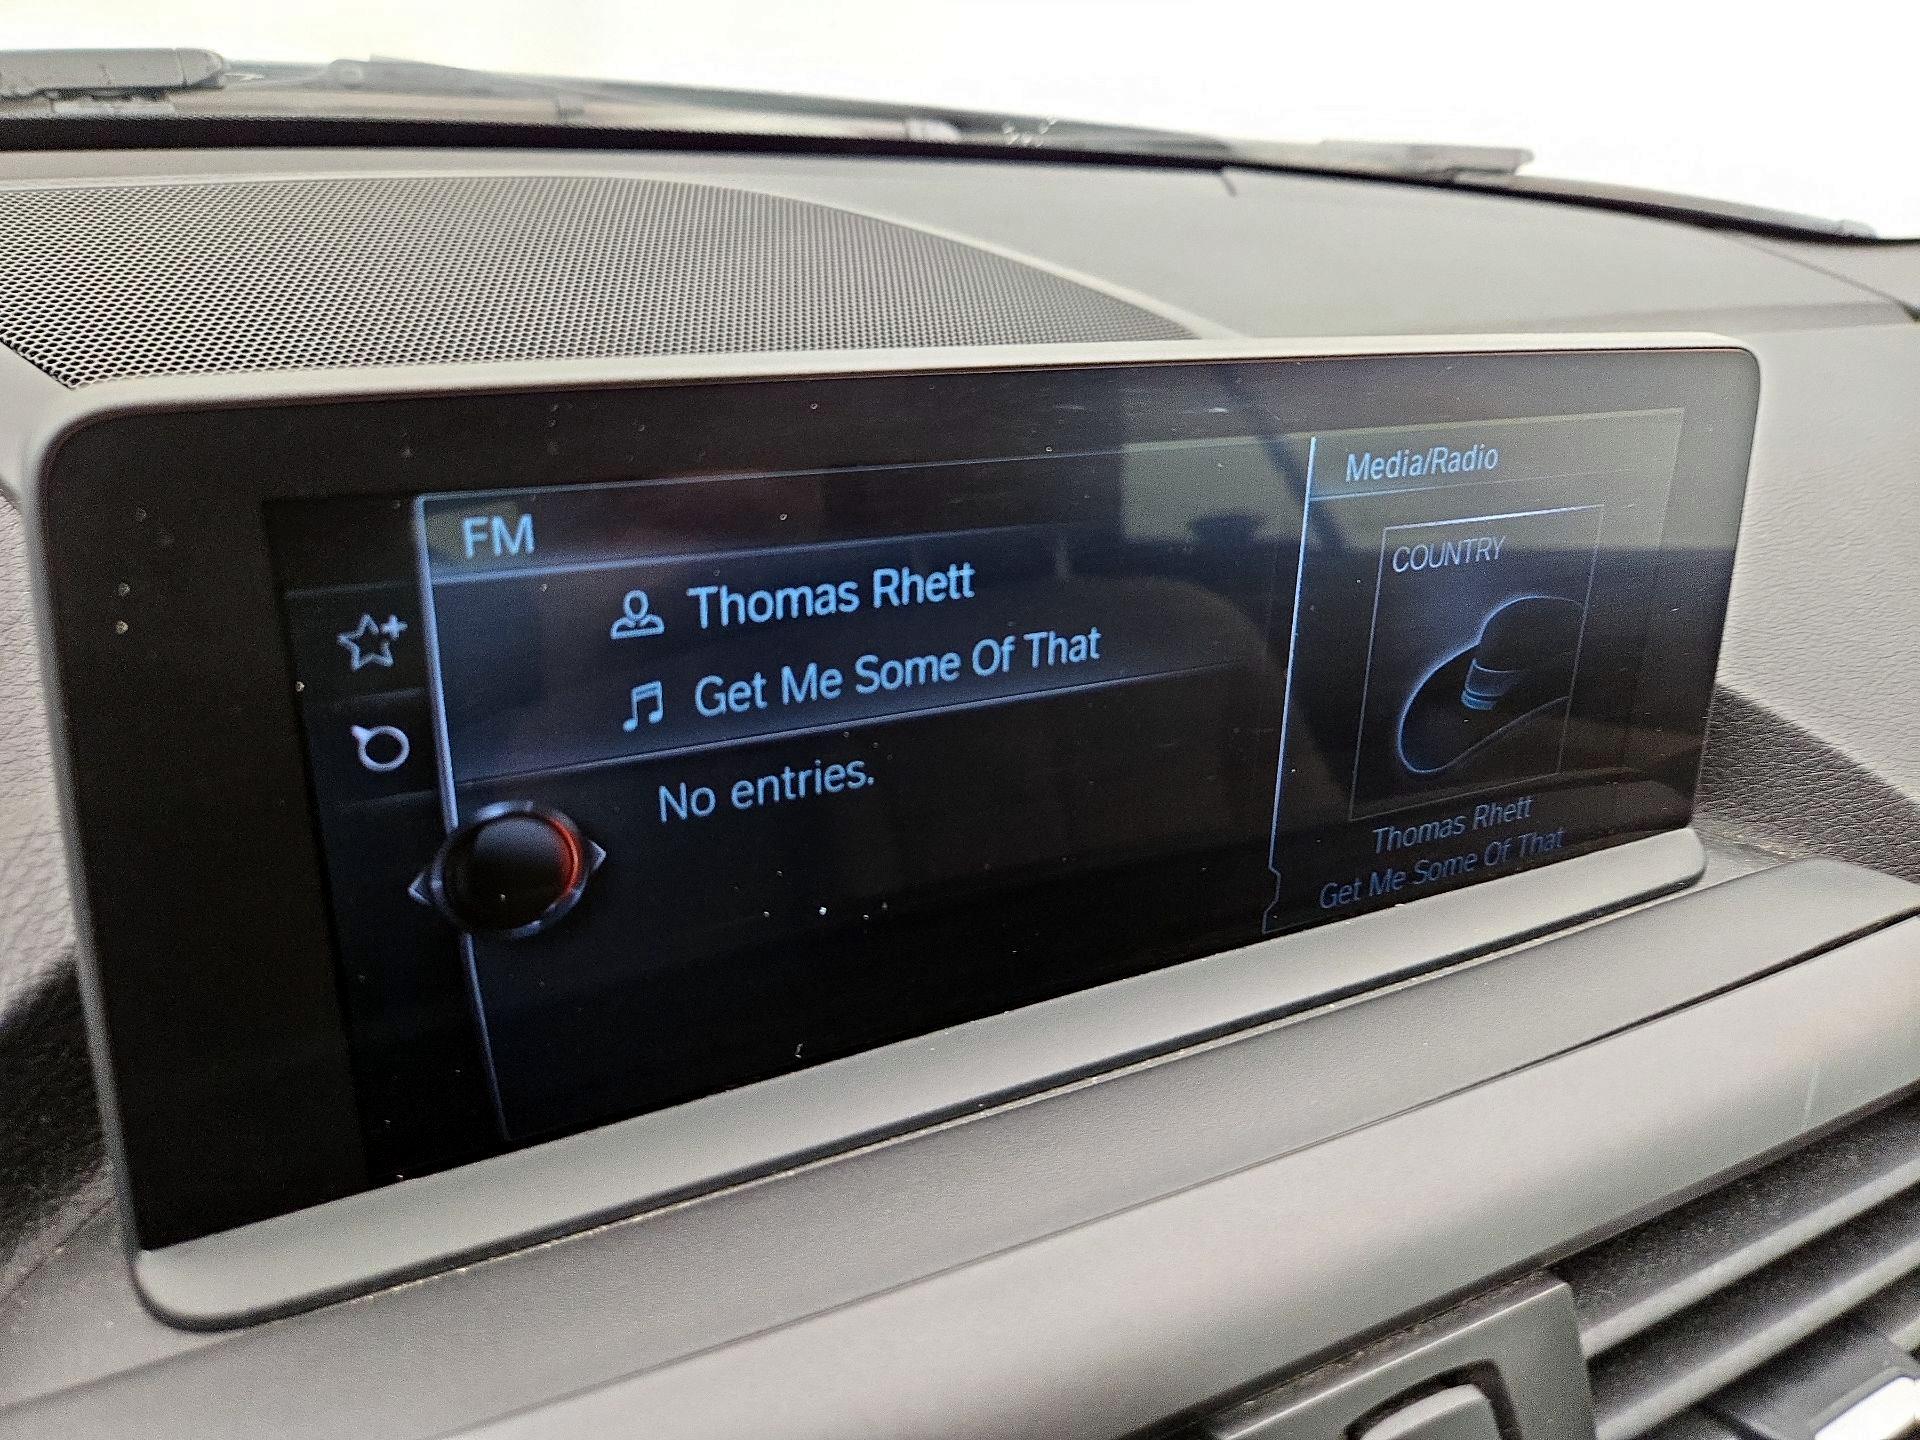 FM
Thomas Rhett
Get Me Some Of That
No entries.
Media/Radio
COUNTRY
Thomas Rhett
Get Me Some Of That